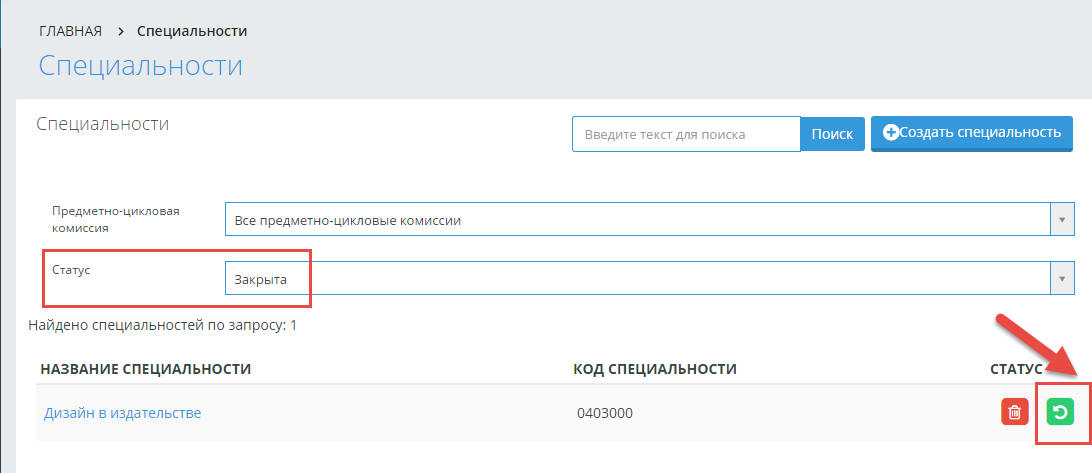 ГЛАВНАЯ > Специальности
Специальности
Специальности
Введите текст для поиска
Поиск
Создать специальность
Предметно-цикловая
комиссия
Все предметно-цикловые комиссии
Статус
Закрыта
Найдено специальностей по запросу: 1
НАЗВАНИЕ СПЕЦИАЛЬНОСТИ КОД СПЕЦИАЛЬНОСТИ СТАТУС
Дизайн в издательстве 0403000